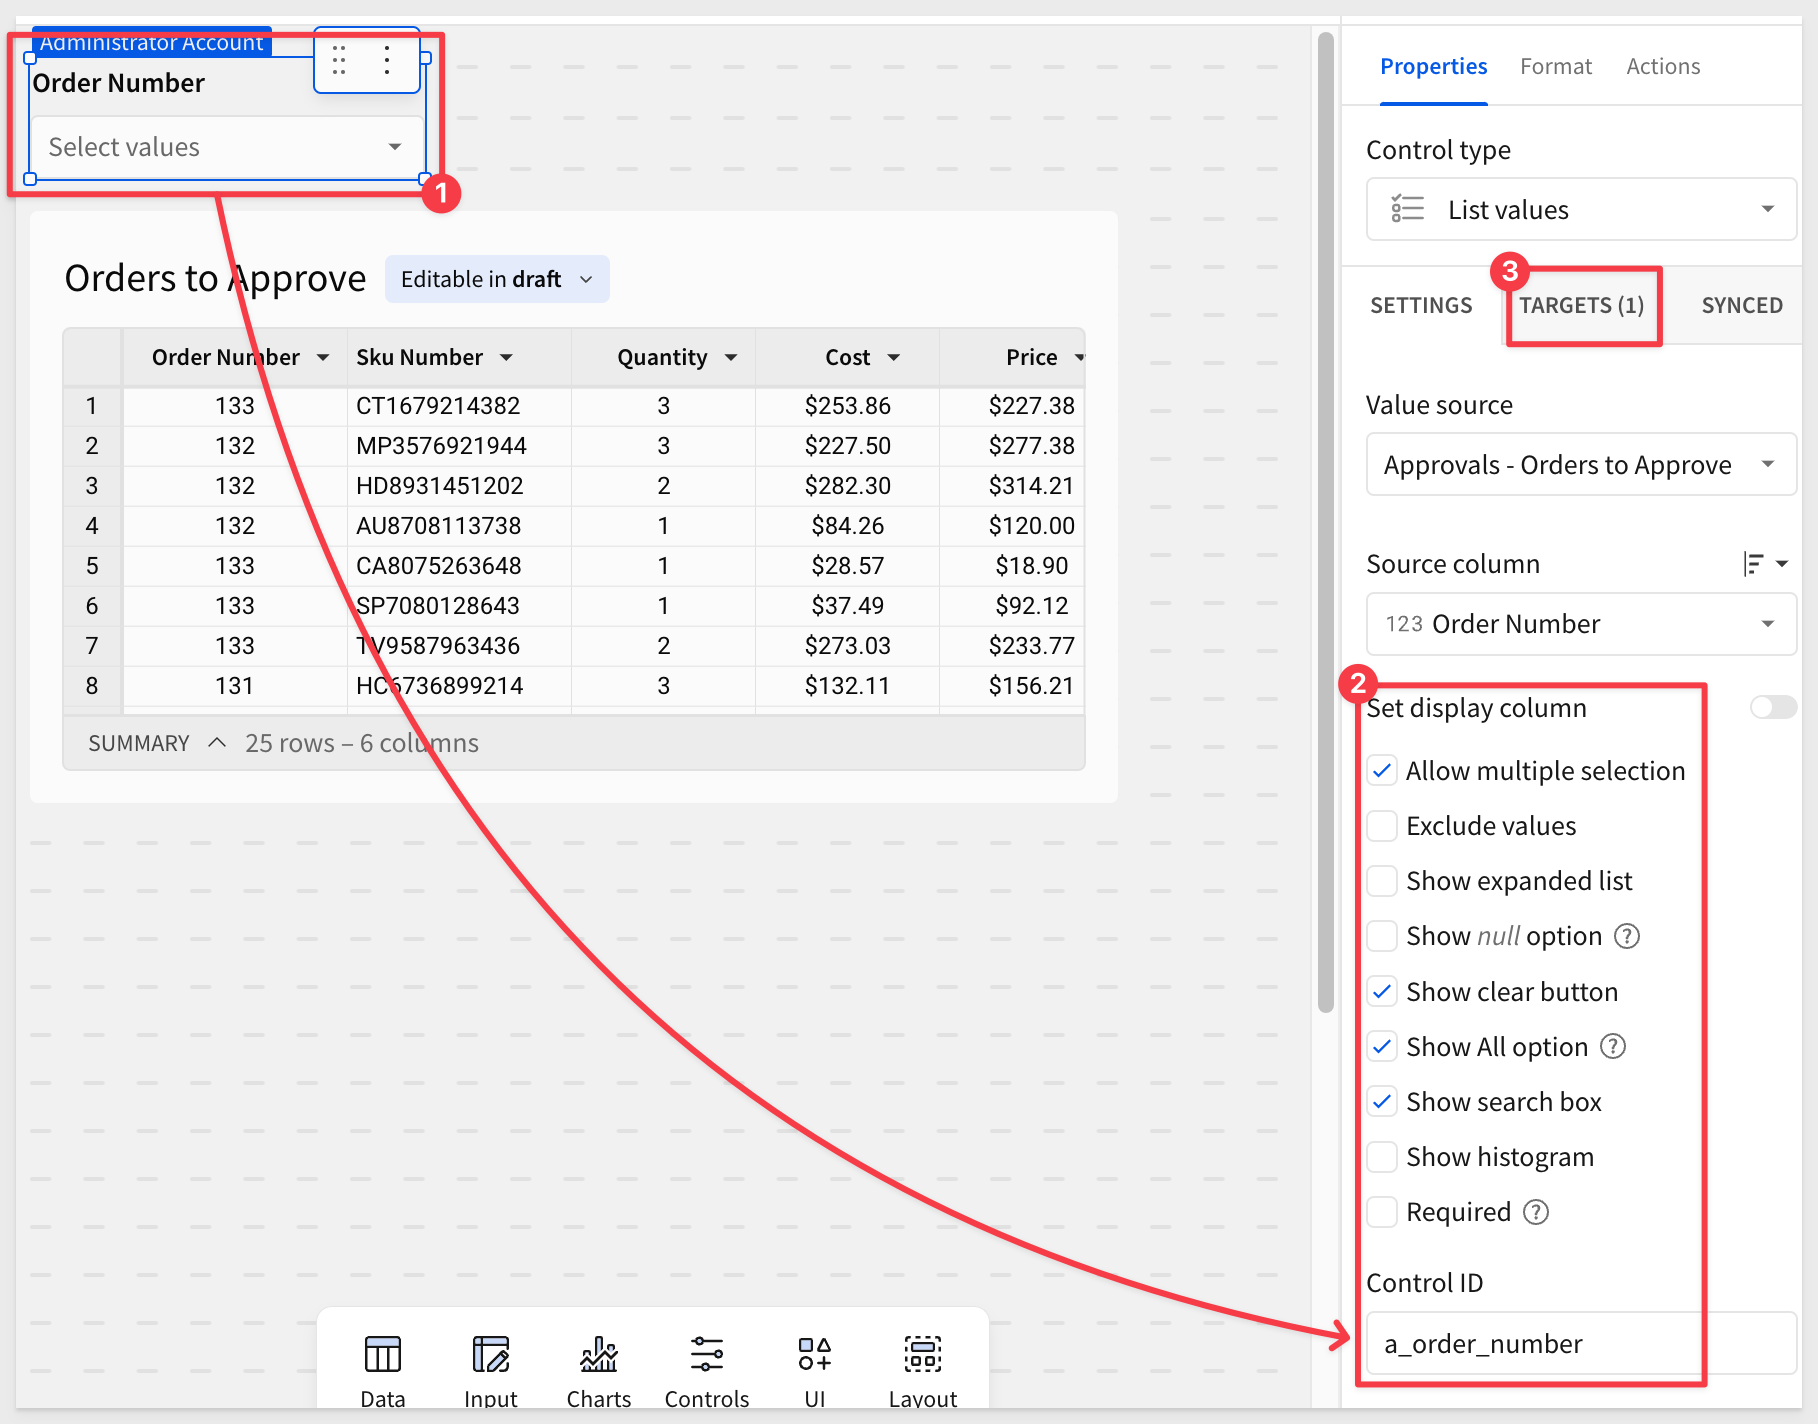 Administrator Account
Order Number
Select values
1
Orders to Approve
Editable in draft
Order Number Sku Number Quantity Cost Price
1 133 CT1679214382 3 $253.86 $227.38
2 132 MP3576921944 3 $227.50 $277.38
3 132 HD8931451202 2 $282.30 $314.21
4 132 AU8708113738 1 $84.26 $120.00
5 133 CA8075263648 1 $28.57 $18.90
6 133 SP7080128643 1 $37.49 $92.12
7 133 TV9587963436 2 $273.03 $233.77
8 131 HC6736899214 3 $132.11 $156.21
SUMMARY 25 rows – 6 columns
Data Input Charts Controls UI Layout
Properties Format Actions
Control type
List values
3
SETTINGS TARGETS (1) SYNCED
Value source
Approvals - Orders to Approve
Source column
123 Order Number
2
Set display column
Allow multiple selection
Exclude values
Show expanded list
Show null option ?
Show clear button
Show All option ?
Show search box
Show histogram
Required ?
Control ID
a_order_number